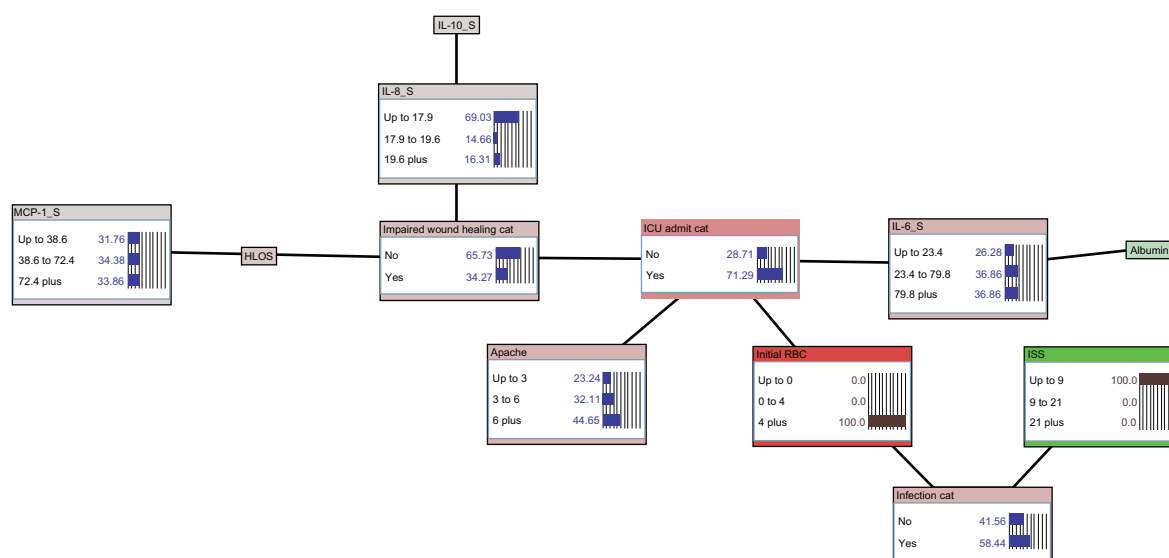 IL-10_S
IL-8_S
Up to 17.9 69.03
17.9 to 19.6 14.66
19.6 plus 16.31
MCP-1_S
Up to 38.6 31.76
38.6 to 72.4 34.38
72.4 plus 33.86
HLOS
Impaired wound healing cat
No 65.73
Yes 34.27
ICU admit cat
No 28.71
Yes 71.29
IL-6_S
Up to 23.4 26.28
23.4 to 79.8 36.86
79.8 plus 36.86
Albumin
Apache
Up to 3 23.24
3 to 6 32.11
6 plus 44.65
Initial RBC
Up to 0 0.0
0 to 4 0.0
4 plus 100.0
ISS
Up to 9 100.0
9 to 21 0.0
21 plus 0.0
Infection cat
No 41.56
Yes 58.44